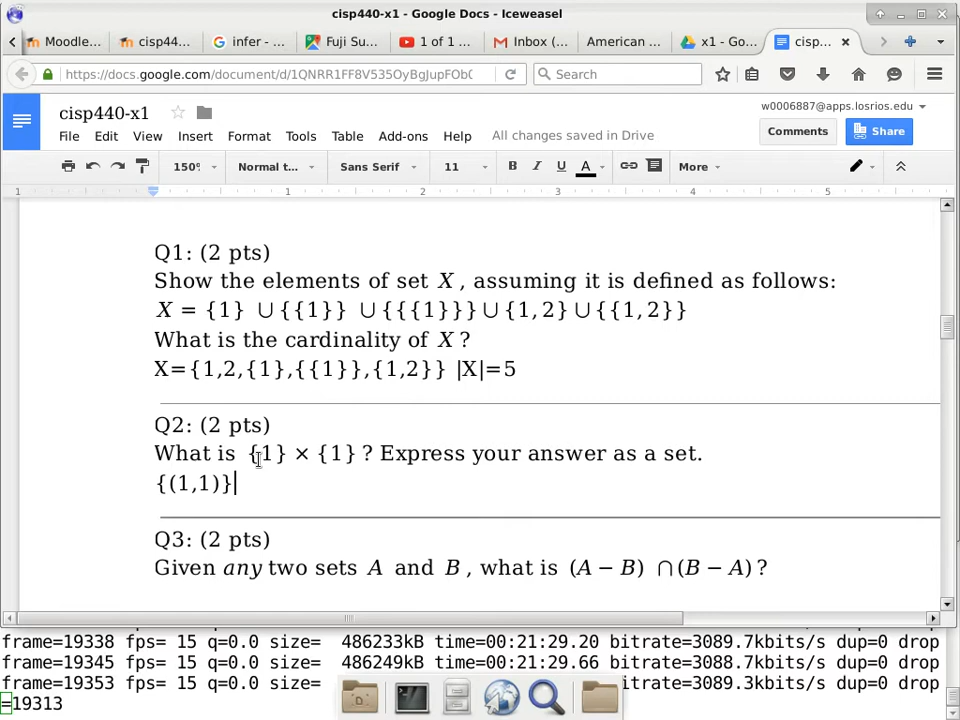 cisp440-x1 - Google Docs - Iceweasel
Moodle... cisp44... infer -... Fuji Su... 1 of 1 ... Inbox (... American ... x1 - Go... cisp...
https://docs.google.com/document/d/1QNRR1FF8V535OyBgJupFOb( Search
cisp440-x1 w0006887@apps.losrios.edu
File Edit View Insert Format Tools Table Add-ons Help All changes saved in Drive Comments Share
150% Normal t... Sans Serif 11 B I U A More
1 1 2 3 4 5
Q1: (2 pts)
Show the elements of set X , assuming it is defined as follows:
X = {1} ∪ {{1}} ∪ {{{1}}} ∪ {1, 2} ∪ {{1, 2}}
What is the cardinality of X ?
X={1,2,{1},{{1}},{1,2}} |X|=5
Q2: (2 pts)
What is {1} × {1} ? Express your answer as a set.
{(1,1)}
Q3: (2 pts)
Given any two sets A and B , what is (A − B) ∩ (B − A) ?
frame=19338 fps= 15 q=0.0 size= 486233kB time=00:21:29.20 bitrate=3089.7kbits/s dup=0 drop
frame=19345 fps= 15 q=0.0 size= 486249kB time=00:21:29.66 bitrate=3088.7kbits/s dup=0 drop
frame=19353 fps= 15 q=0.0 size= itrate=3089.3kbits/s dup=0 drop
=19313